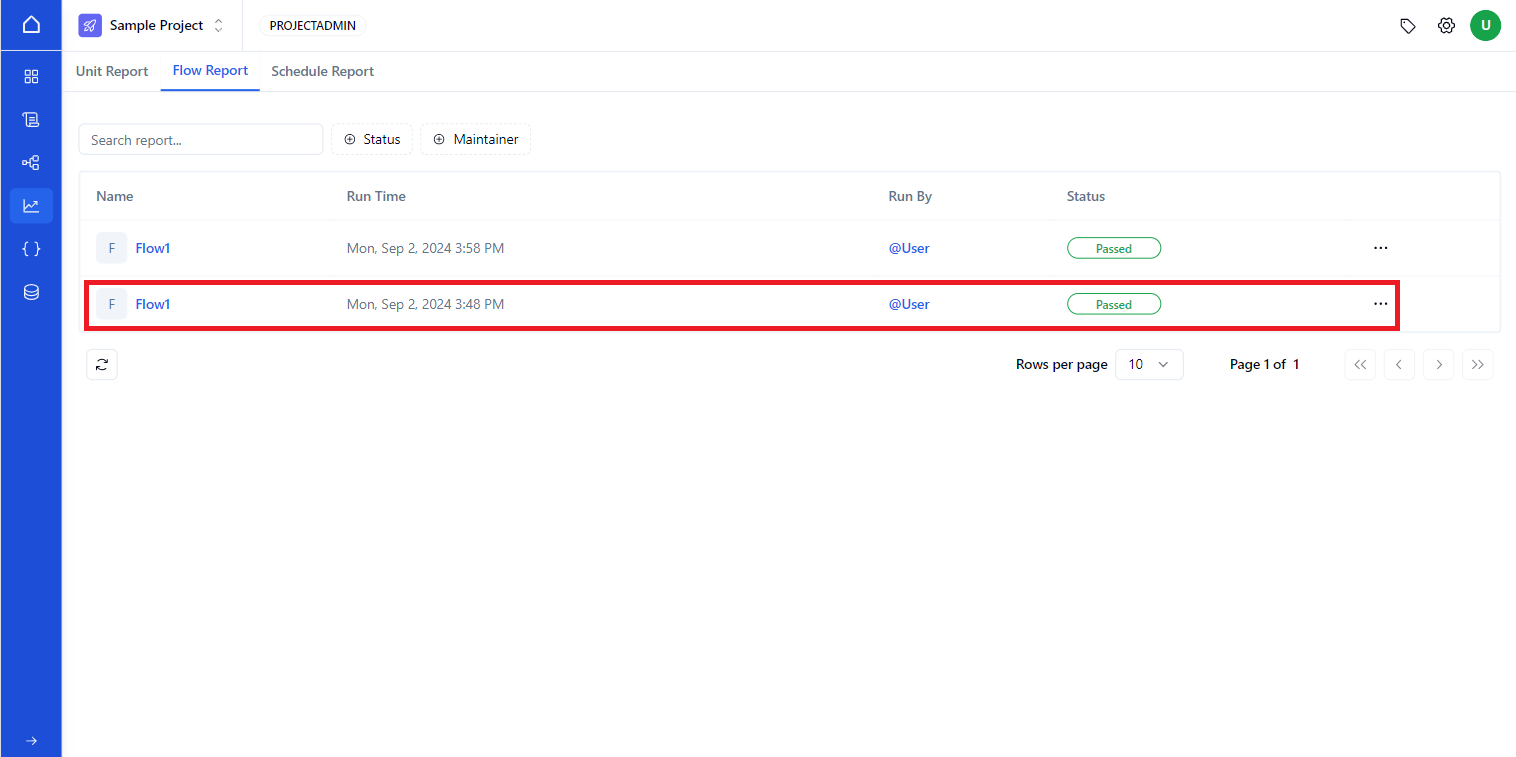 Sample Project PROJECTADMIN U
Unit Report Flow Report Schedule Report
Search report... Status Maintainer
Name Run Time Run By Status
F Flow1 Mon, Sep 2, 2024 3:58 PM @User Passed ...
F Flow1 Mon, Sep 2, 2024 3:48 PM @User Passed ...
Rows per page 10 Page 1 of 1